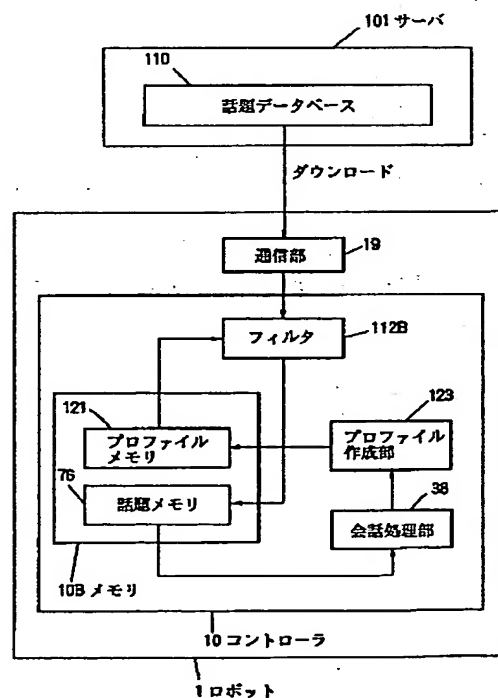 101 サーバ
110
話題データベース
ダウンロード
通信部
19
フィルタ
112B
121
プロファイル
メモリ
123
プロファイル
作成部
76
話題メモリ
38
会話処理部
10B メモリ
10 コントローラ
1 ロボット